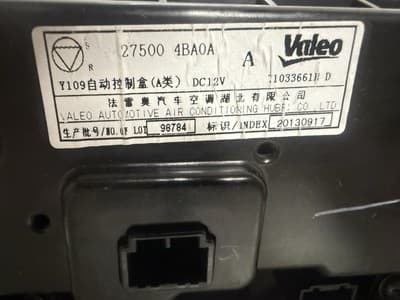 S
R
27500 4BA0A
A
Valeo
Y109自动控制盒(A类) DC12V
法雷奥汽车空调湖北有限公司
VALEO AUTOMOTIVE AIR CONDITIONING HUBEI CO.,LTD
生产批号/NO.OF LOT 98784 标识/INDEX 20130917